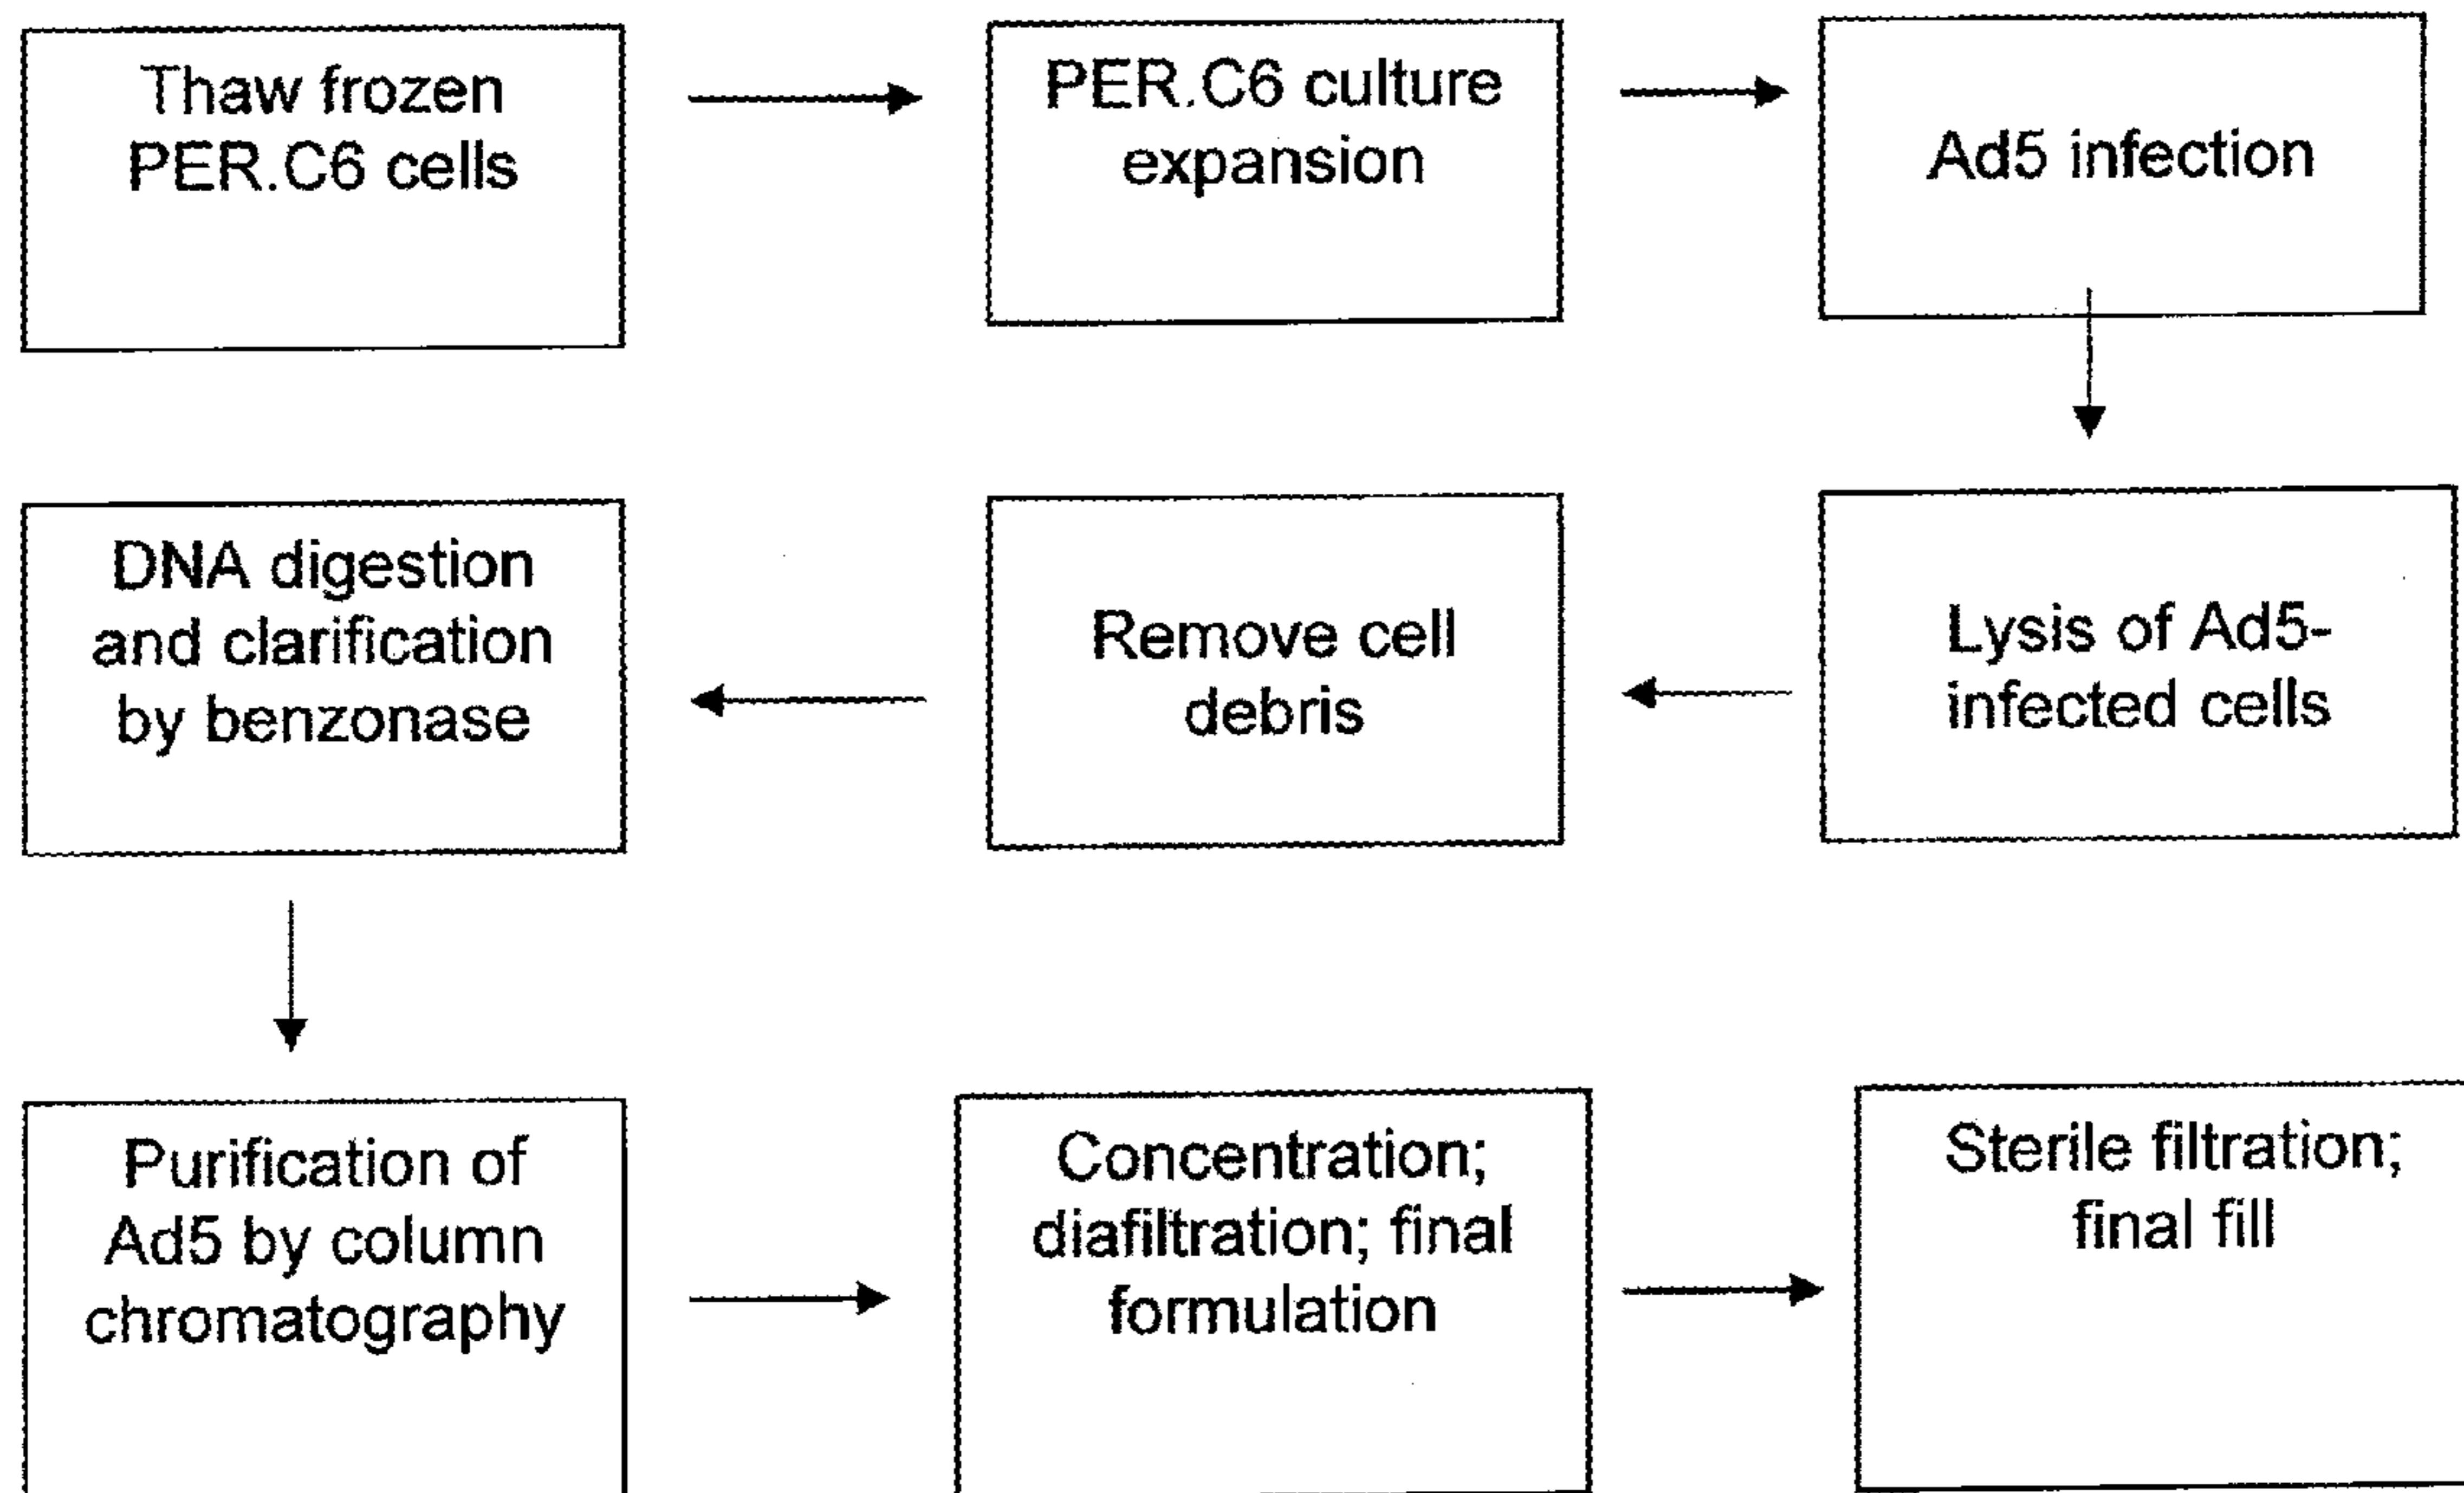 Thaw frozen
PER.C6 cells
PER.C6 culture
expansion
Ad5 infection
Lysis of Ad5-
infected cells
Remove cell
debris
DNA digestion
and clarification
by benzonase
Purification of
Ad5 by column
chromatography
Concentration;
diafiltration; final
formulation
Sterile filtration;
final fill